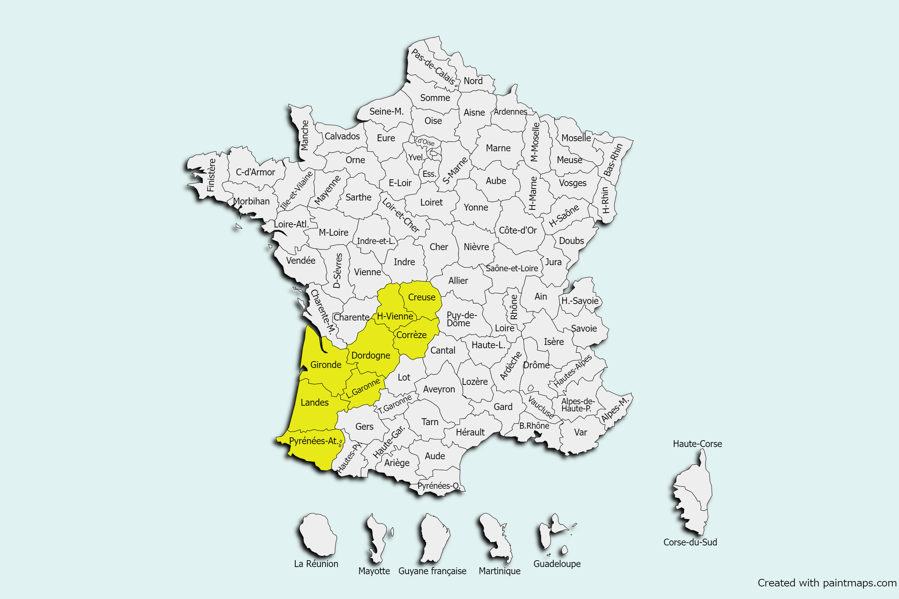 Pas-de-Calais
Nord
Somme
Seine-M.
Oise
Aisne
Ardennes
Manche
Calvados
Eure
d'Oise
M-Moselle
Moselle
Bas-Rhin
Orne
Yvel.
Ess.
S-Marne
Marne
Meuse
Finistère
C-d'Armor
Ille-et-Vilaine
Mayenne
E-Loir
Aube
H-Marne
Vosges
H-Rhin
Morbihan
Sarthe
Loir-et-Cher
Loiret
Yonne
H-Saône
Loire-Atl.
M-Loire
Indre-et-L.
Cher
Nièvre
Côte-d'Or
Doubs
Vendée
D-Sèvres
Vienne
Indre
Saône-et-Loire
Jura
Allier
Charente-M.
Charente
H-Vienne
Creuse
Puy-de-
Dôme
Loire
Rhône
Ain
H.-Savoie
Corrèze
Savoie
Isère
Gironde
Dordogne
Cantal
Haute-L.
Ardèche
Drôme
Hautes-Alpes
L.Garonne
Lot
Aveyron
Lozère
Landes
T.Garonne
Gard
Vaucluse
Alpes-de-
Haute-P.
Alpes-M.
Gers
Tarn
Hérault
B.Rhône
Var
Pyrénées-At.
Hautes-Py.
Haute-Gar.
Ariège
Aude
Pyrénées-O.
Haute-Corse
Corse-du-Sud
La Réunion
Mayotte
Guyane française
Martinique
Guadeloupe
Created with paintmaps.com